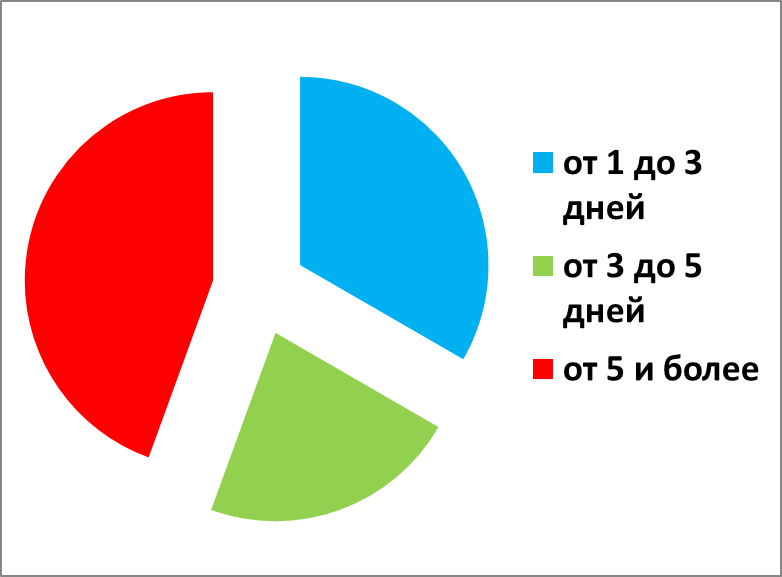 от 1 до 3
дней
от 3 до 5
дней
от 5 и более